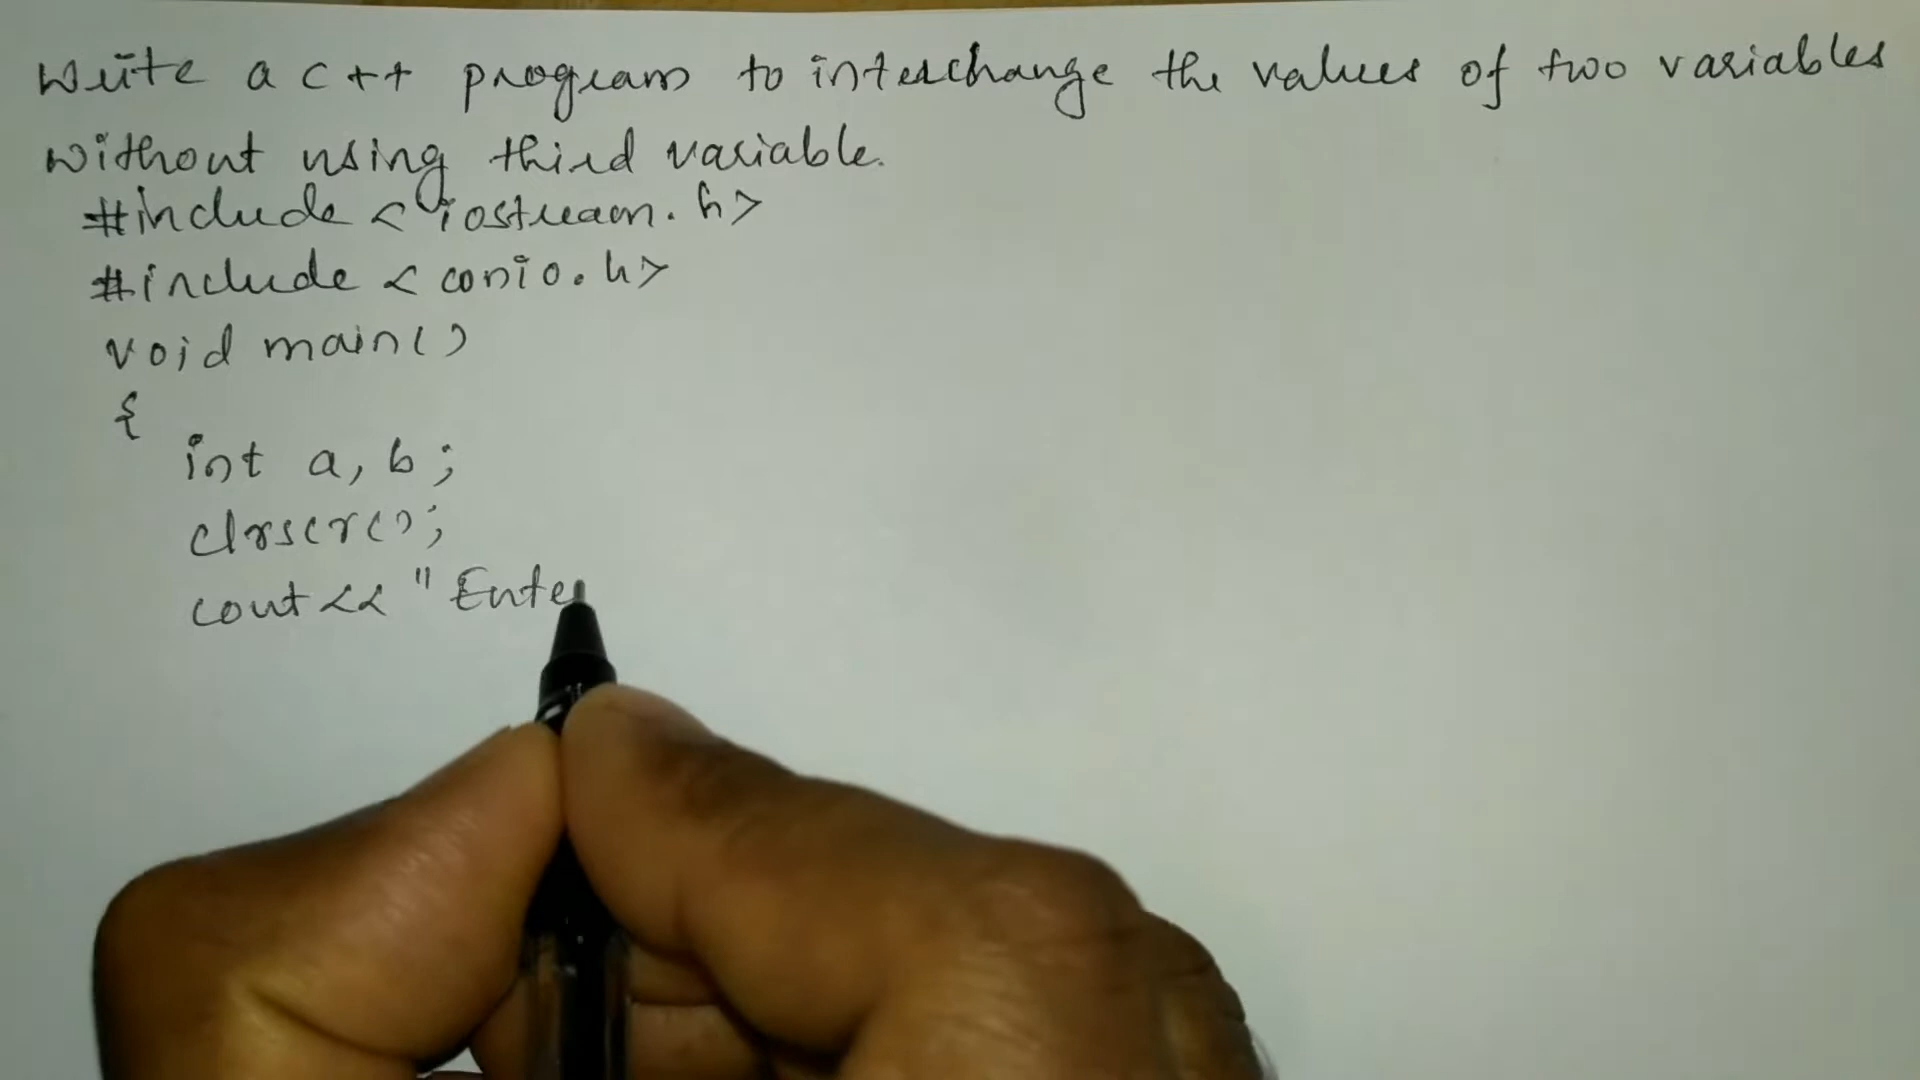 Write a c++ program to interchange the values of two variables
without using third variable.
#include <iostream.h>
#include <conio.h>
void main()
{
int a, b;
clrscr();
cout<< "Ente